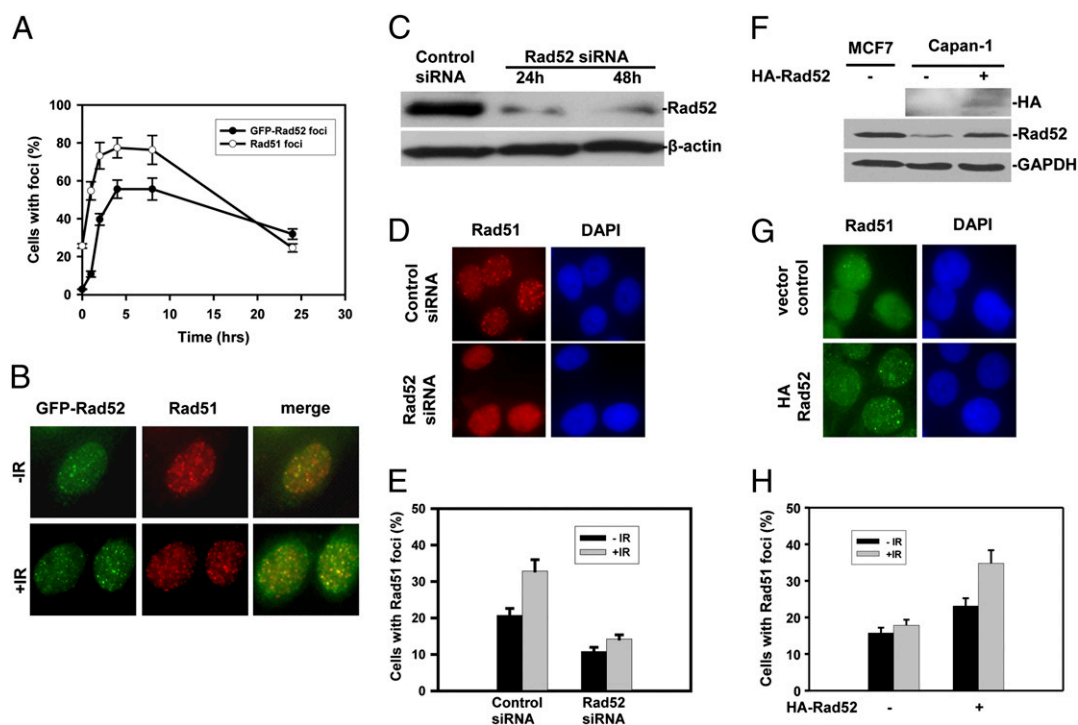 A
GFP-Rad52 foci
Rad51 foci
Cells with foci (%)
100
80
60
40
20
0
0 5 10 15 20 25 30
Time (hrs)
B
GFP-Rad52 Rad51 merge
-IR
+IR
C
Control
siRNA
Rad52 siRNA
24h 48h
-Rad52
-β-actin
D
Rad51 DAPI
Control
siRNA
Rad52
siRNA
E
Cells with Rad51 foci (%)
50
40
30
20
10
0
- IR
+IR
Control
siRNA
Rad52
siRNA
F
MCF7 Capan-1
HA-Rad52 - - +
-HA
-Rad52
-GAPDH
G
Rad51 DAPI
vector
control
HA
Rad52
H
Cells with Rad51 foci (%)
50
40
30
20
10
0
- IR
+IR
HA-Rad52 - +